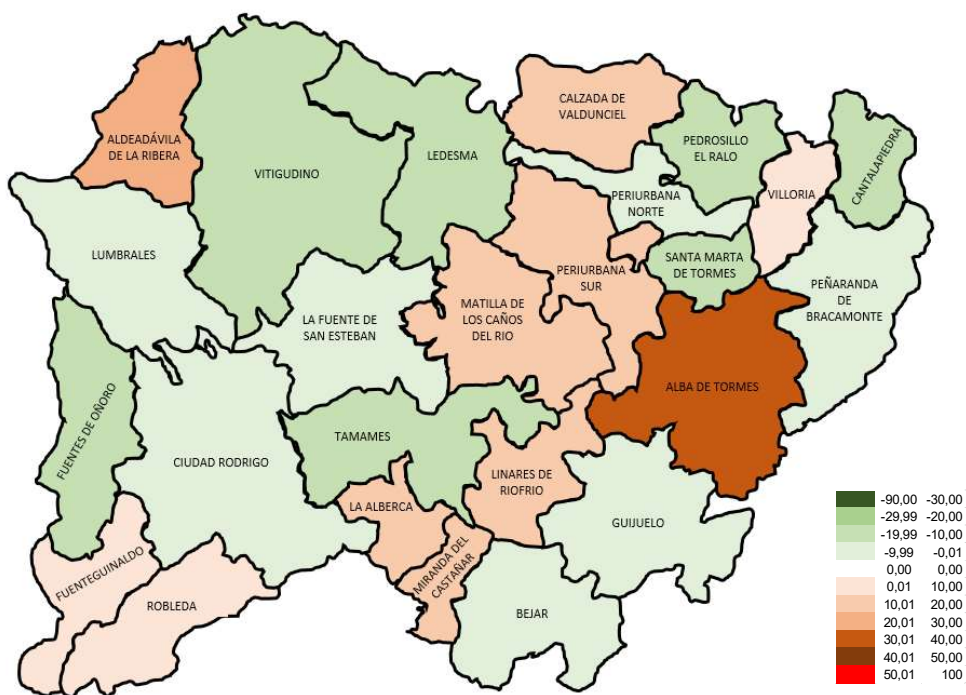 CALZADA DE
VALDUNCIEL
ALDEADÁVILA
DE LA RIBERA
VITIGUDINO
LEDESMA
PEDROSILLO
EL RALO
CANTALAPIEDRA
VILLORIA
PERIURBANA
NORTE
LUMBRALES
SANTA MARTA
DE TORMES
PERIURBANA
SUR
PEÑARANDA
DE
BRACAMONTE
LA FUENTE DE
SAN ESTEBAN
MATILLA DE
LOS CAÑOS
DEL RIO
ALBA DE TORMES
FUENTES DE OÑORO
TAMAMES
CIUDAD RODRIGO
LINARES DE
RIOFRIO
LA ALBERCA
GUIJUELO
MIRANDA DEL
CASTAÑAR
FUENTEGUINALDO
ROBLEDA
BEJAR
-90,00 -30,00
-29,99 -20,00
-19,99 -10,00
-9,99 -0,01
0,00 0,00
0,01 10,00
10,01 20,00
20,01 30,00
30,01 40,00
40,01 50,00
50,01 100